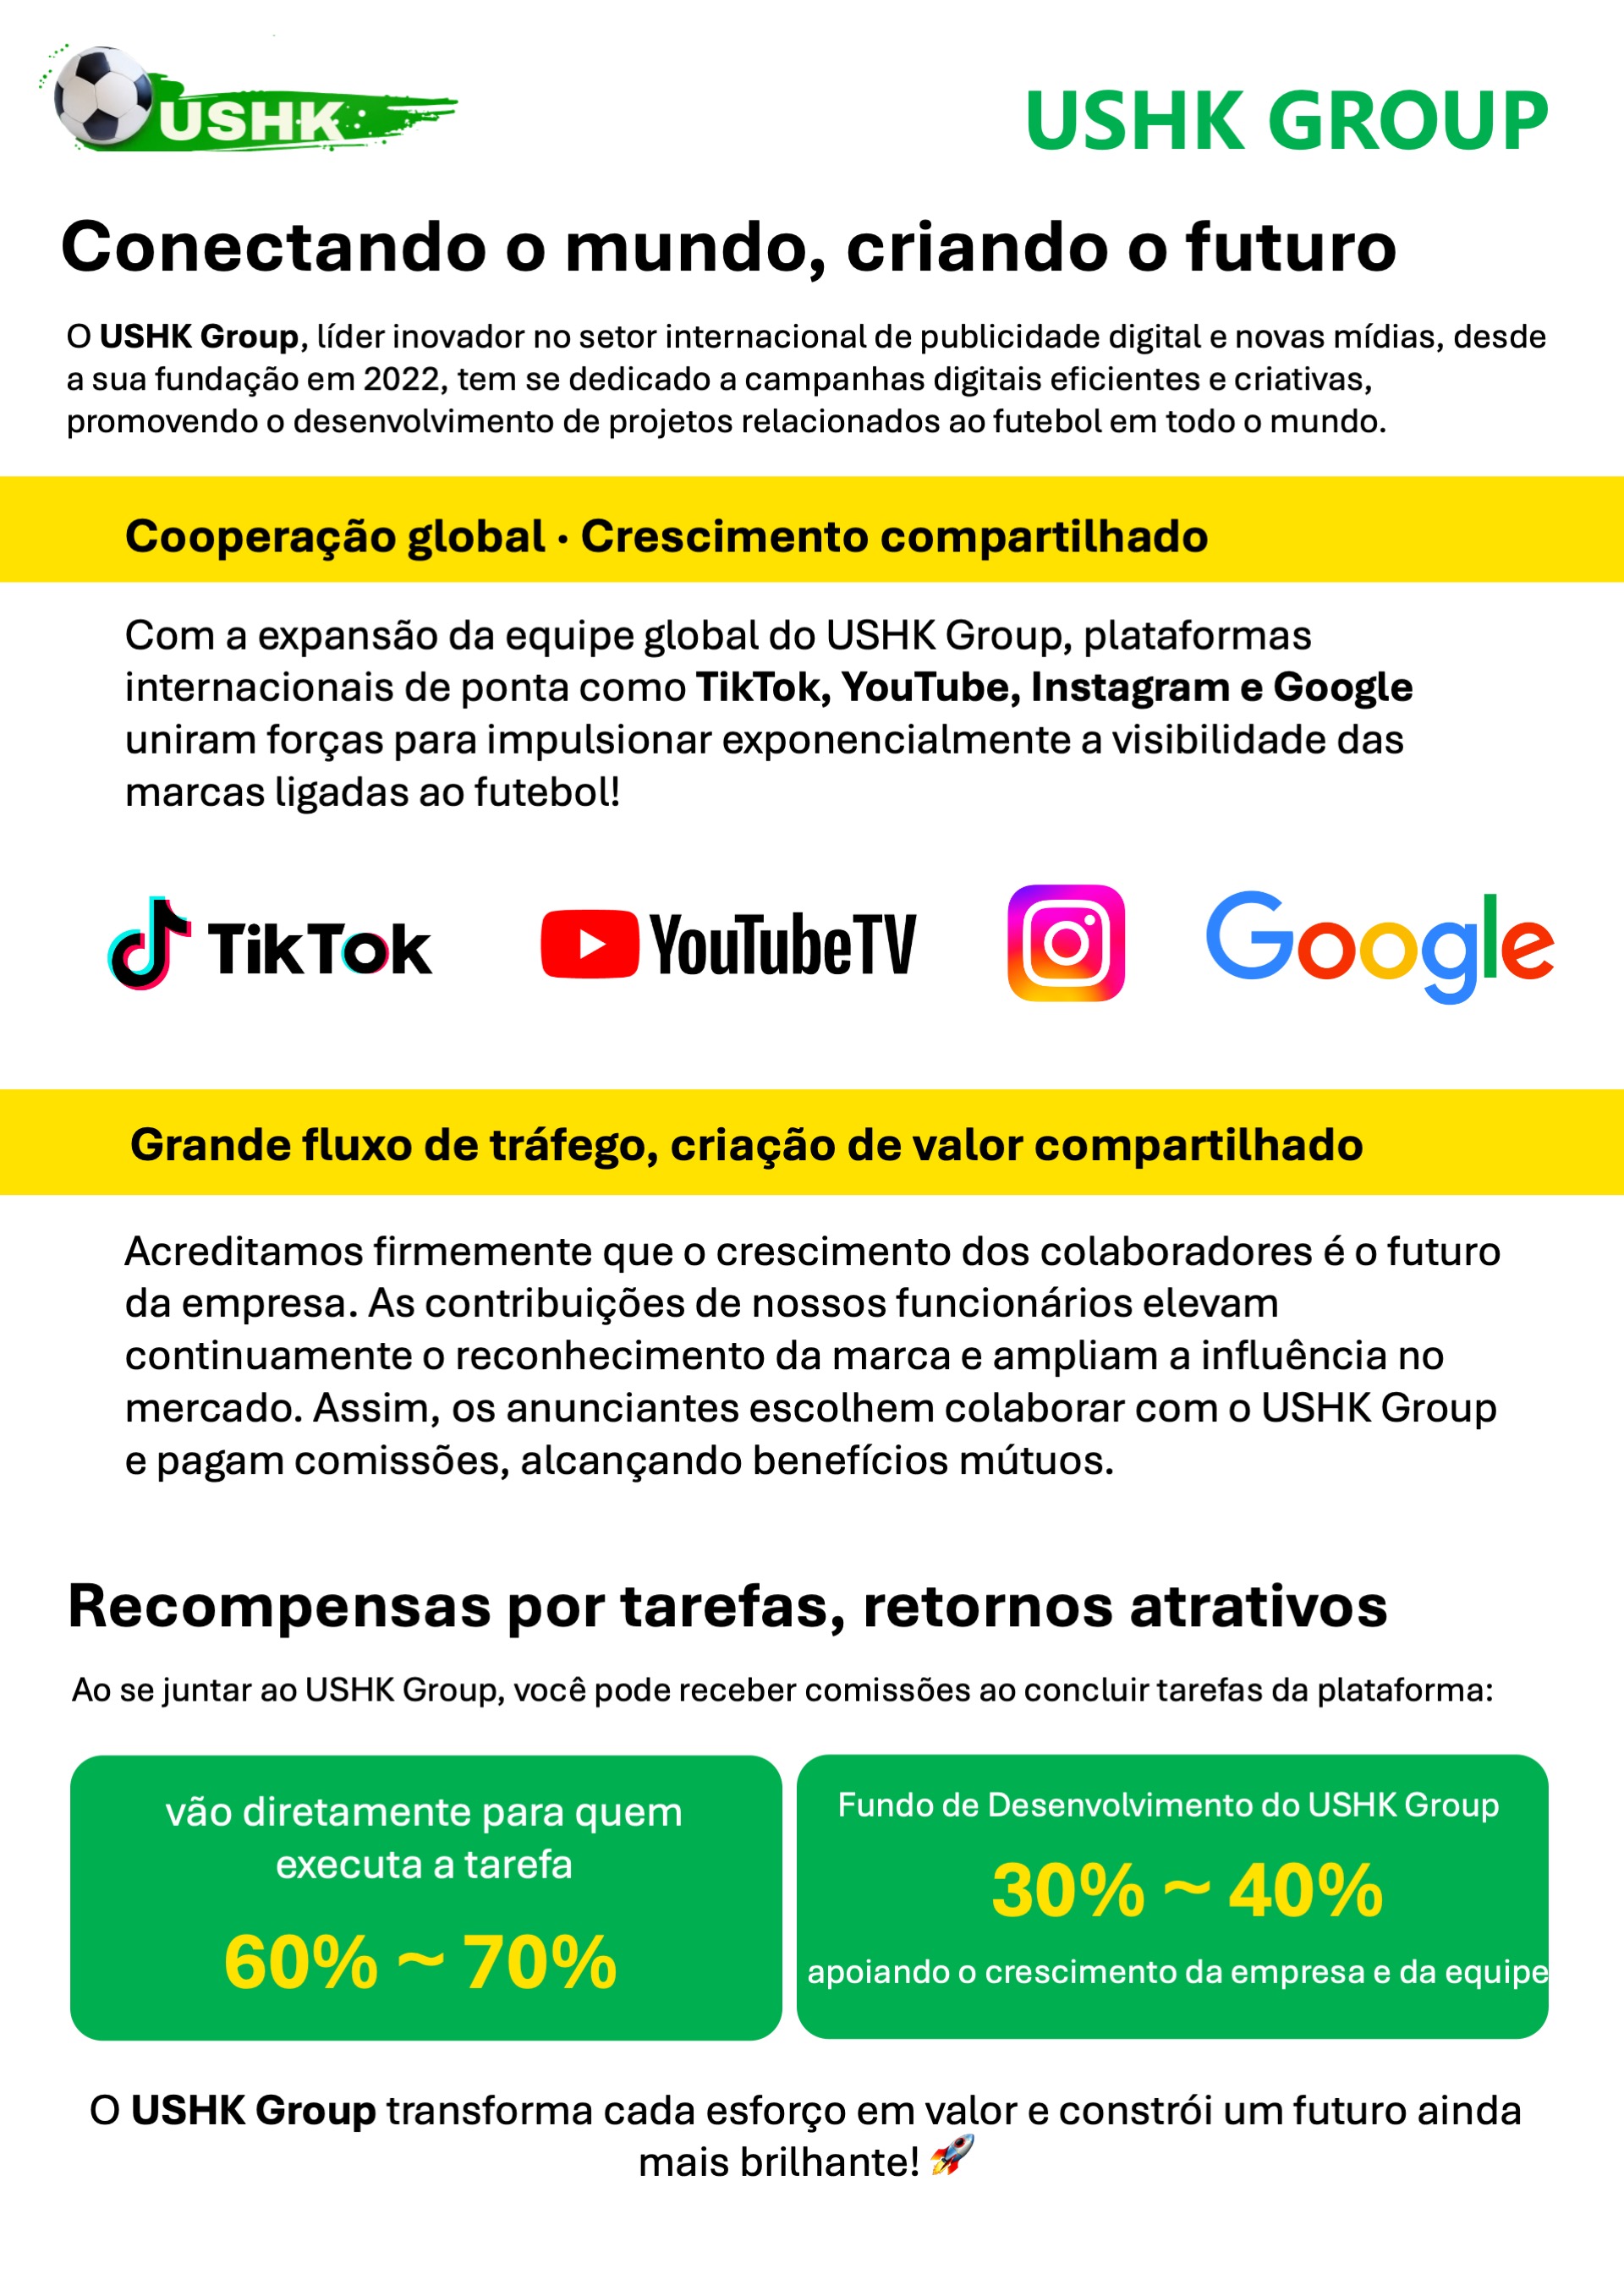 USHK
USHK GROUP
Conectando o mundo, criando o futuro
O USHK Group, líder inovador no setor internacional de publicidade digital e novas mídias, desde
a sua fundação em 2022, tem se dedicado a campanhas digitais eficientes e criativas,
promovendo o desenvolvimento de projetos relacionados ao futebol em todo o mundo.
Cooperação global · Crescimento compartilhado
Com a expansão da equipe global do USHK Group, plataformas
internacionais de ponta como TikTok, YouTube, Instagram e Google
uniram forças para impulsionar exponencialmente a visibilidade das
marcas ligadas ao futebol!
TikTok
YouTubeTV
Google
Grande fluxo de tráfego, criação de valor compartilhado
Acreditamos firmemente que o crescimento dos colaboradores é o futuro
da empresa. As contribuições de nossos funcionários elevam
continuamente o reconhecimento da marca e ampliam a influência no
mercado. Assim, os anunciantes escolhem colaborar com o USHK Group
e pagam comissões, alcançando benefícios mútuos.
Recompensas por tarefas, retornos atrativos
Ao se juntar ao USHK Group, você pode receber comissões ao concluir tarefas da plataforma:
vão diretamente para quem
executa a tarefa
60% ~ 70%
Fundo de Desenvolvimento do USHK Group
30% ~ 40%
apoiando o crescimento da empresa e da equipe
O USHK Group transforma cada esforço em valor e constrói um futuro ainda
mais brilhante! 🚀